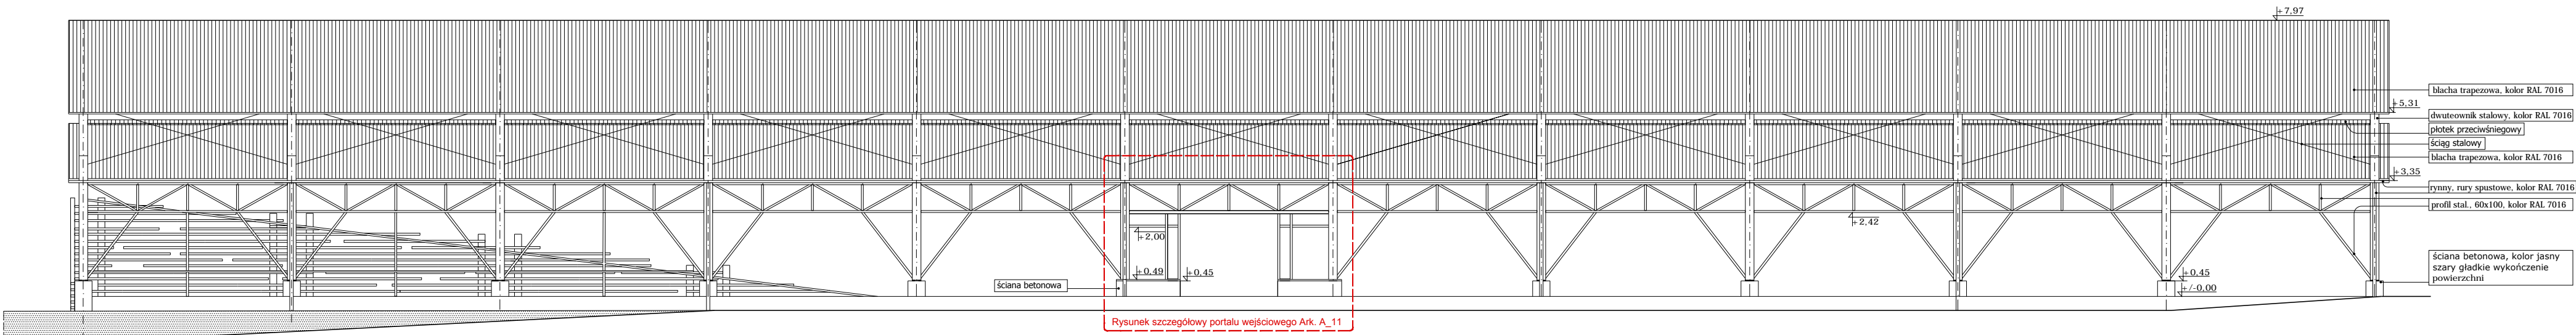 +7,97
blacha trapezowa, kolor RAL 7016
+5,31
dwuteownik stalowy, kolor RAL 7016
płotek przeciwśniegowy
ściąg stalowy
blacha trapezowa, kolor RAL 7016
+3,35
rynny, rury spustowe, kolor RAL 7016
profil stal., 60x100, kolor RAL 7016
+2,42
+2,00
ściana betonowa, kolor jasny
szary gładkie wykończenie
powierzchni
+0,49
+0,45
+0,45
ściana betonowa
+/-0,00
Rysunek szczegółowy portalu wejściowego Ark. A_11